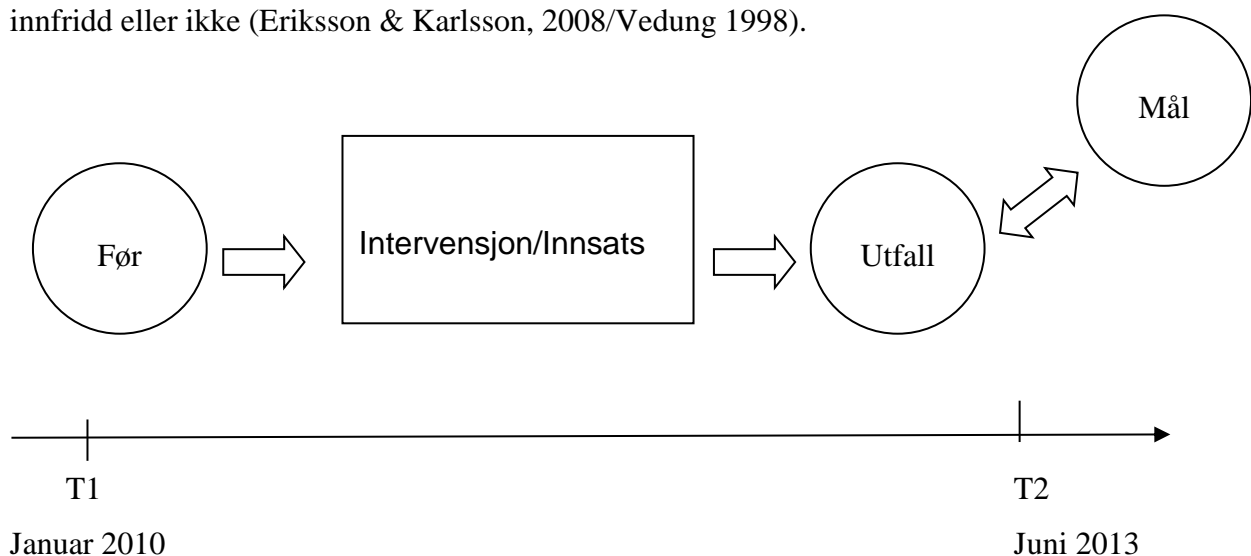 innfridd eller ikke (Eriksson & Karlsson, 2008/Vedung 1998).
Mål
Før
Intervensjon/Innsats
Utfall
T1
T2
Januar 2010
Juni 2013